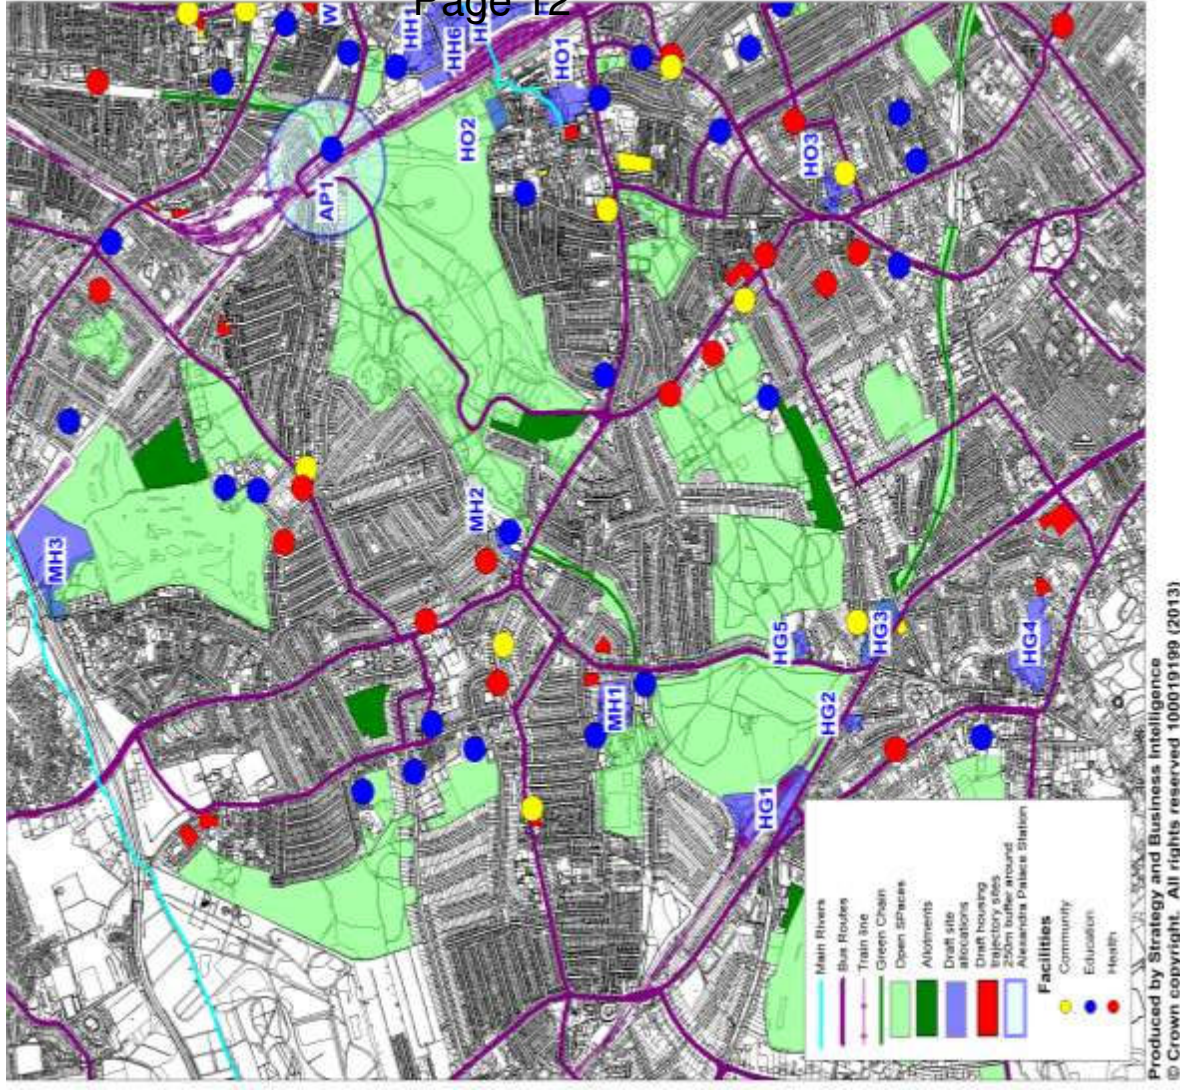 Page 12
W
HH1
HH6
HO1
HO2
AP1
HO3
MH3
MH2
HG5
HG3
HG4
MH1
HG2
HG1
Main Rivers
Bus Routes
Train line
Green Chain
Open SPaces
Allotments
Draft site
allocations
Draft housing
trajectory sites
250m buffer around
Alexandra Palace Station
Facilities
Community
Education
Health
Produced by Strategy and Business Intelligence
© Crown copyright. All rights reserved 100019199 (2013)